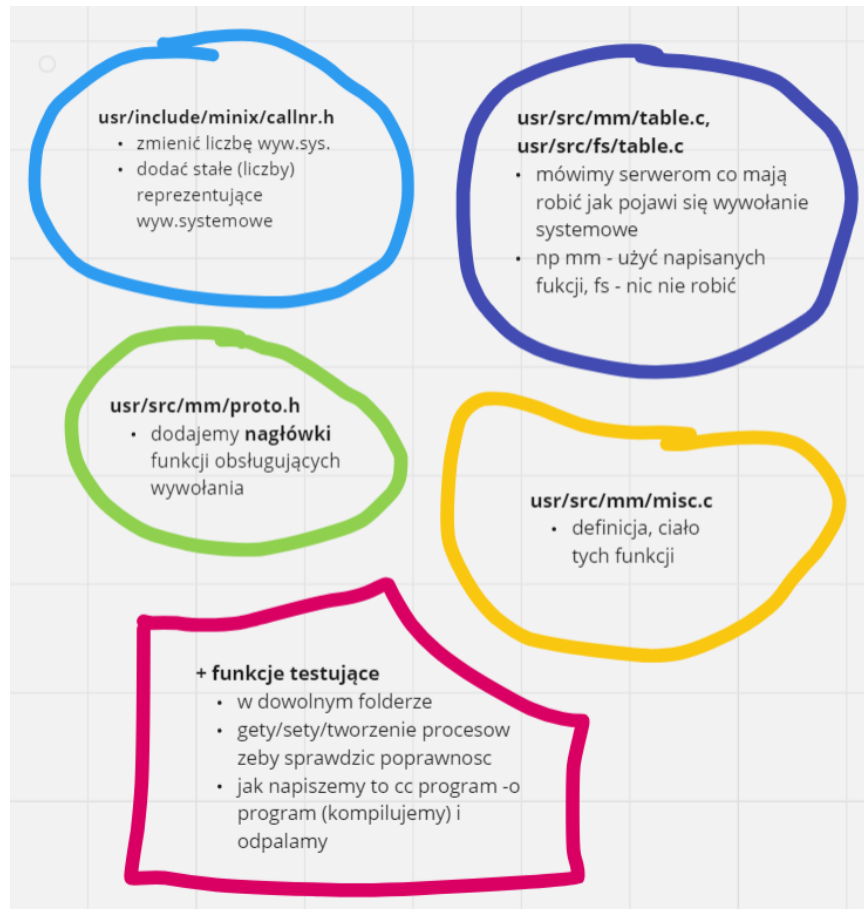 usr/include/minix/callnr.h
• zmienić liczbę wyw.sys.
• dodać stałe (liczby)
reprezentujące
wyw.systemowe
usr/src/mm/table.c,
usr/src/fs/table.c
• mówimy serwerom co mają
robić jak pojawi się wywołanie
systemowe
• np mm - użyć napisanych
fukcji, fs - nic nie robić
usr/src/mm/proto.h
• dodajemy nagłówki
funkcji obsługujących
wywołania
usr/src/mm/misc.c
• definicja, ciało
tych funkcji
+ funkcje testujące
• w dowolnym folderze
• gety/sety/tworzenie procesow
zeby sprawdzic poprawnosc
• jak napiszemy to cc program -o
program (kompilujemy) i
odpalamy